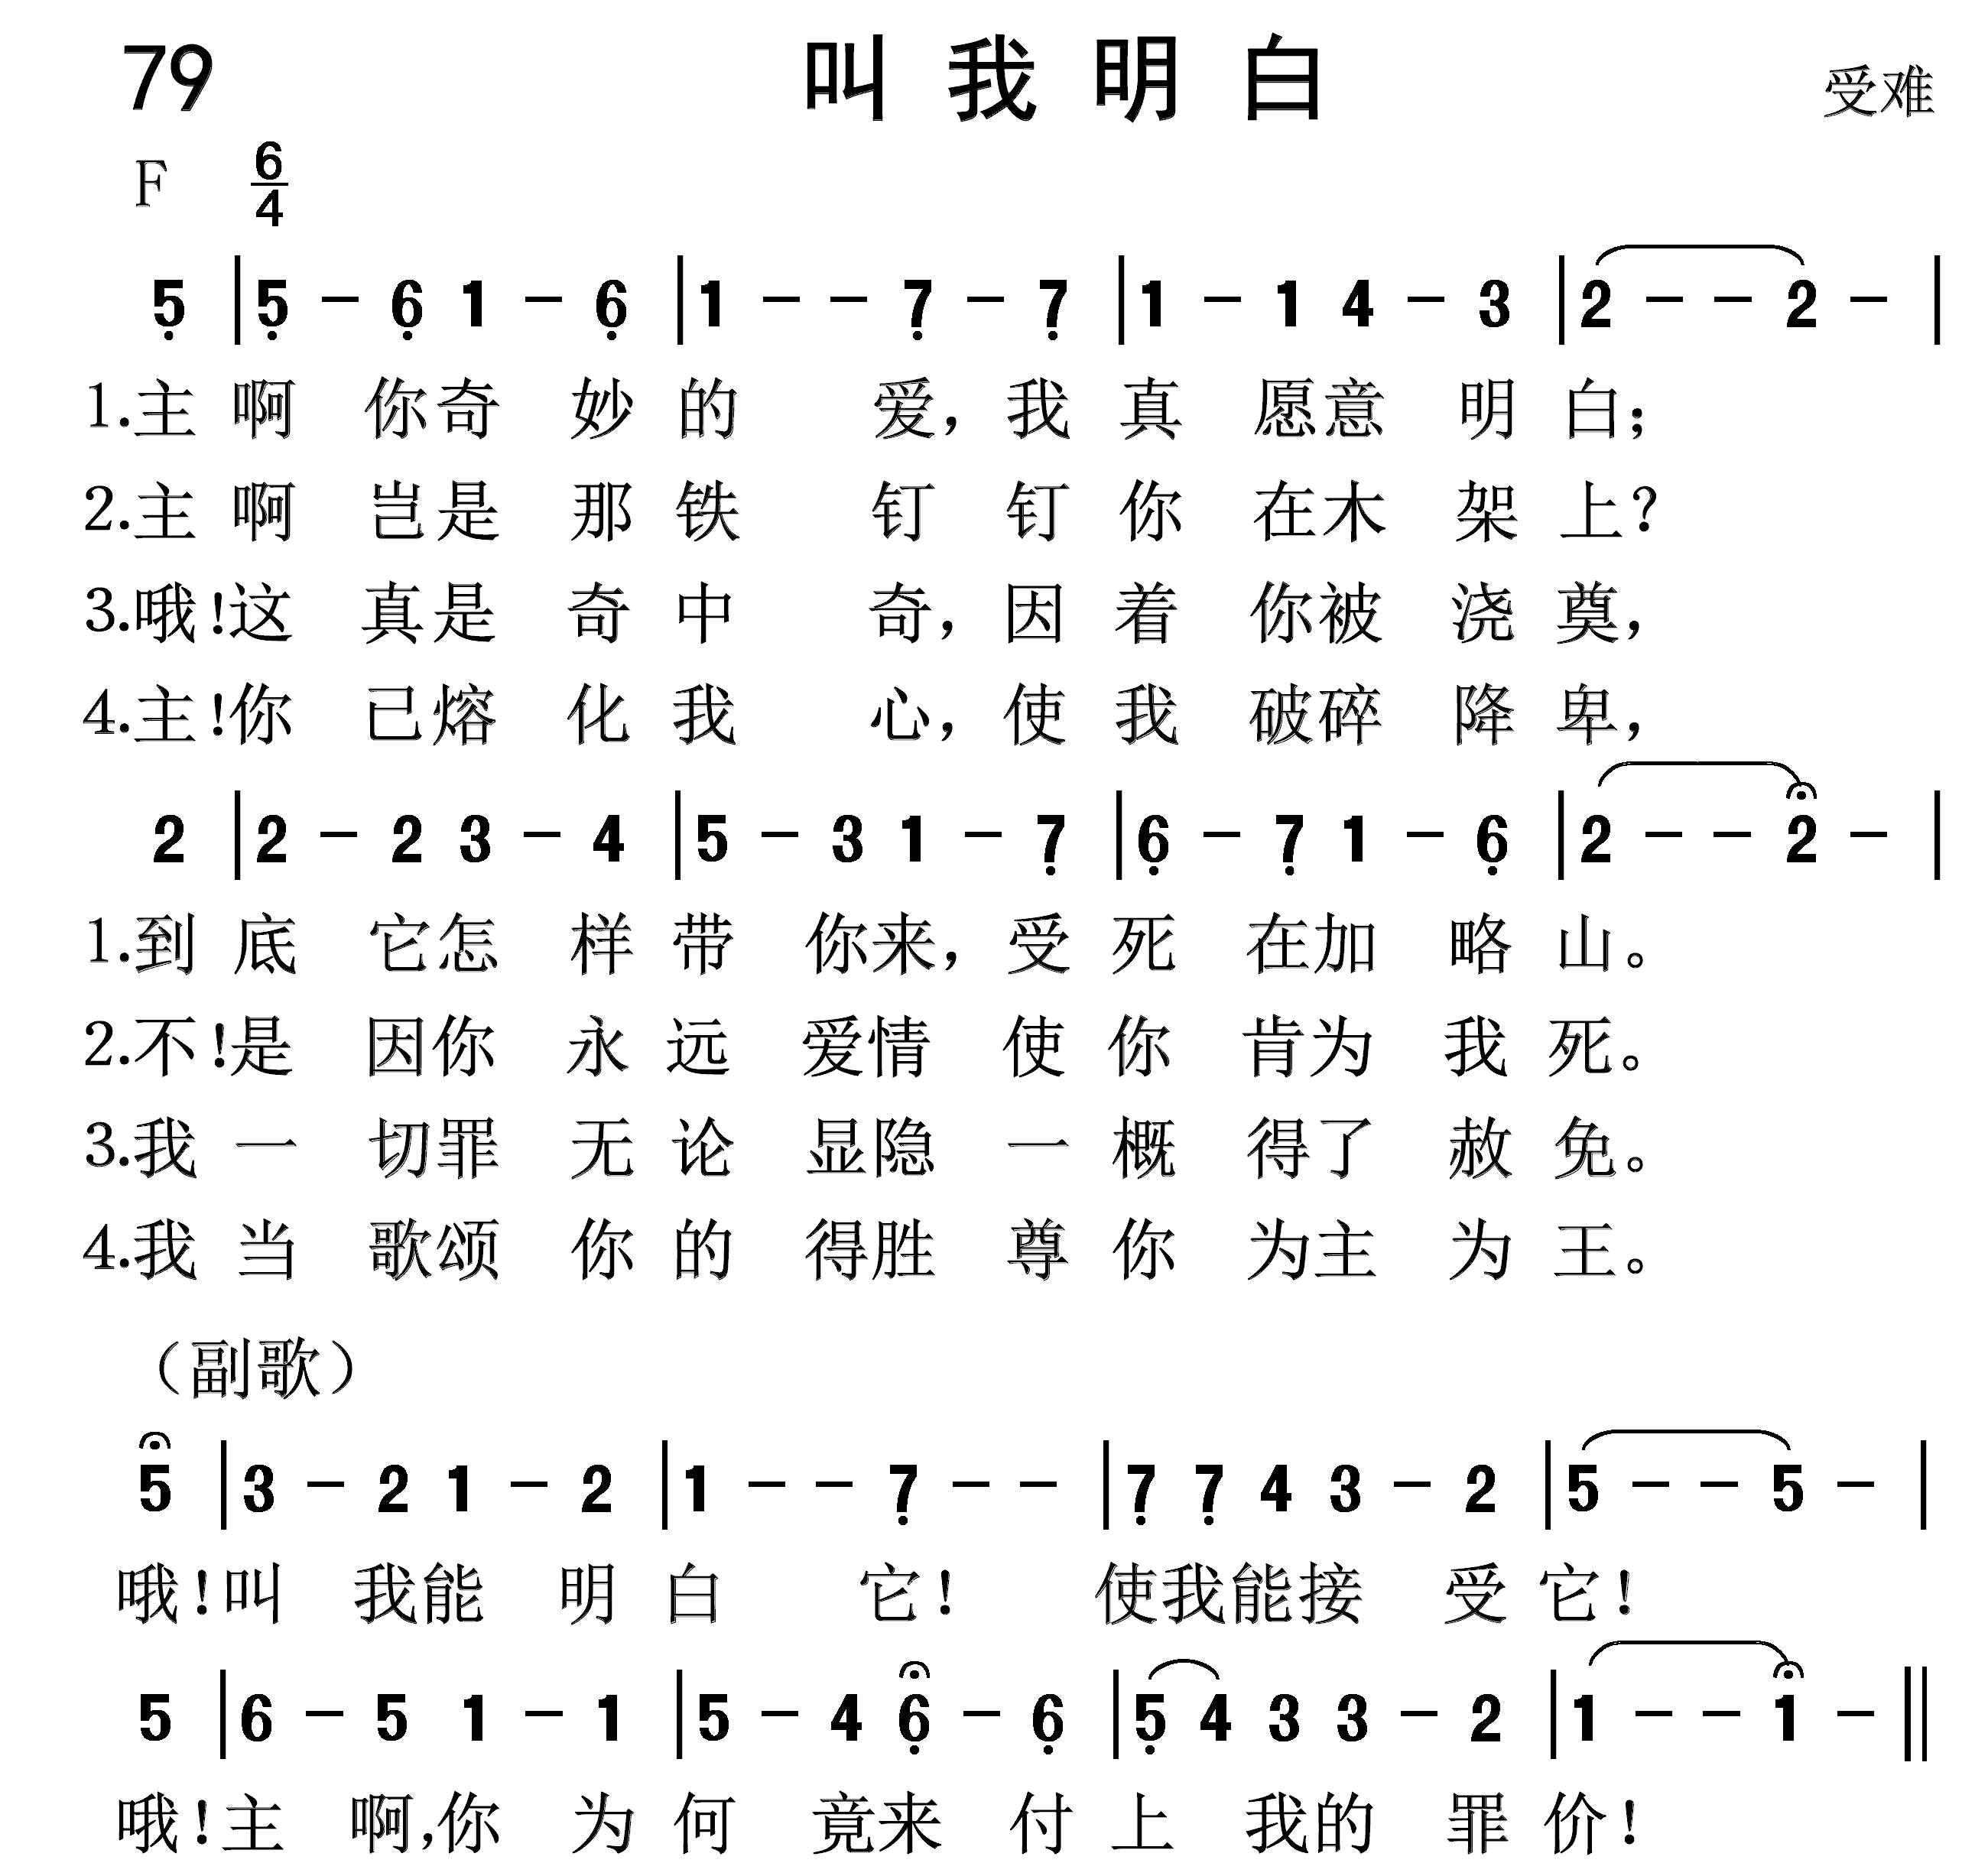 79 叫我明白 受难
F 6/4
5 | 5 - 6 1 - 6 | 1 - - 7 - 7 | 1 - 1 4 - 3 | 2 - - 2 - |
1.主啊你奇妙的爱，我真愿意明白；
2.主啊岂是那铁钉钉你在木架上？
3.哦！这真是奇中奇，因着你被浇奠，
4.主！你已熔化我心，使我破碎降卑，
2 | 2 - 2 3 - 4 | 5 - 3 1 - 7 | 6 - 7 1 - 6 | 2 - - 2 - |
1.到底它怎样带你来，受死在加略山。
2.不！是因你永远爱情使你肯为我死。
3.我一切罪无论显隐一概得了赦免。
4.我当歌颂你的得胜尊你为主为王。
（副歌）
5 | 3 - 2 1 - 2 | 1 - - 7 - - | 7 7 4 3 - 2 | 5 - - 5 - |
哦！叫我能明白它！使我能接受它！
5 | 6 - 5 1 - 1 | 5 - 4 6 - 6 | 5 4 3 3 - 2 | 1 - - 1 - ||
哦！主啊，你为何竟来付上我的罪价！